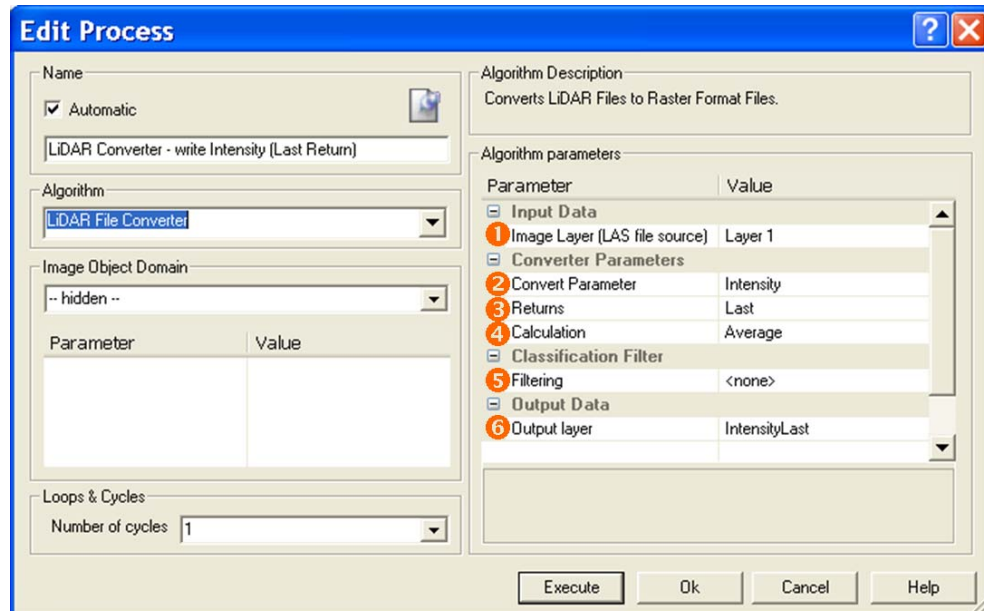 Edit Process
Name
Automatic
LiDAR Converter - write Intensity (Last Return)
Algorithm
LiDAR File Converter
Image Object Domain
-- hidden --
Parameter Value
Loops & Cycles
Number of cycles 1
Algorithm Description
Converts LiDAR Files to Raster Format Files.
Algorithm parameters
Parameter Value
Input Data
1 Image Layer (LAS file source) Layer 1
Converter Parameters
2 Convert Parameter Intensity
3 Returns Last
4 Calculation Average
Classification Filter
5 Filtering <none>
Output Data
6 Output layer IntensityLast
Execute Ok Cancel Help